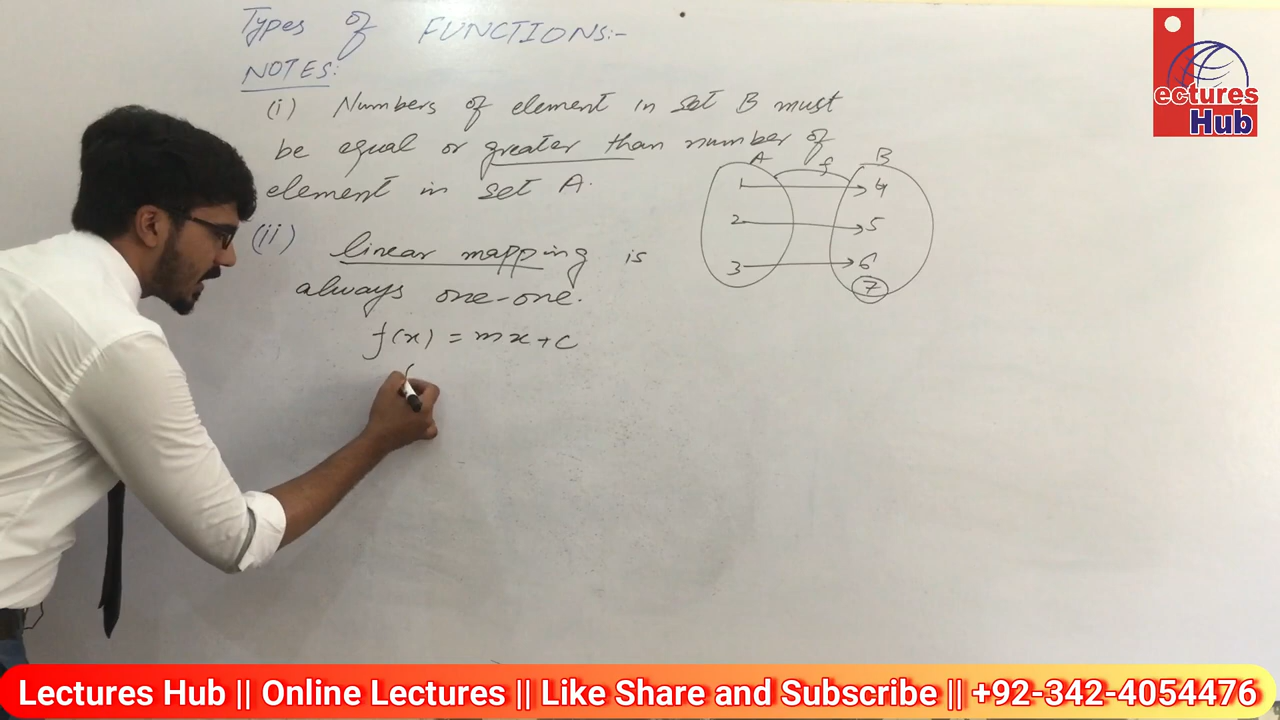 Types of FUNCTIONS:-
NOTES:
(i) Numbers of element in set B must
be equal or greater than number of
element in set A.
(ii) linear mapping is
always one-one.
f(x) = mx+c
A f B
1 4
2 5
3 6
7
Lectures
Hub
Lectures Hub || Online Lectures || Like Share and Subscribe || +92-342-4054476